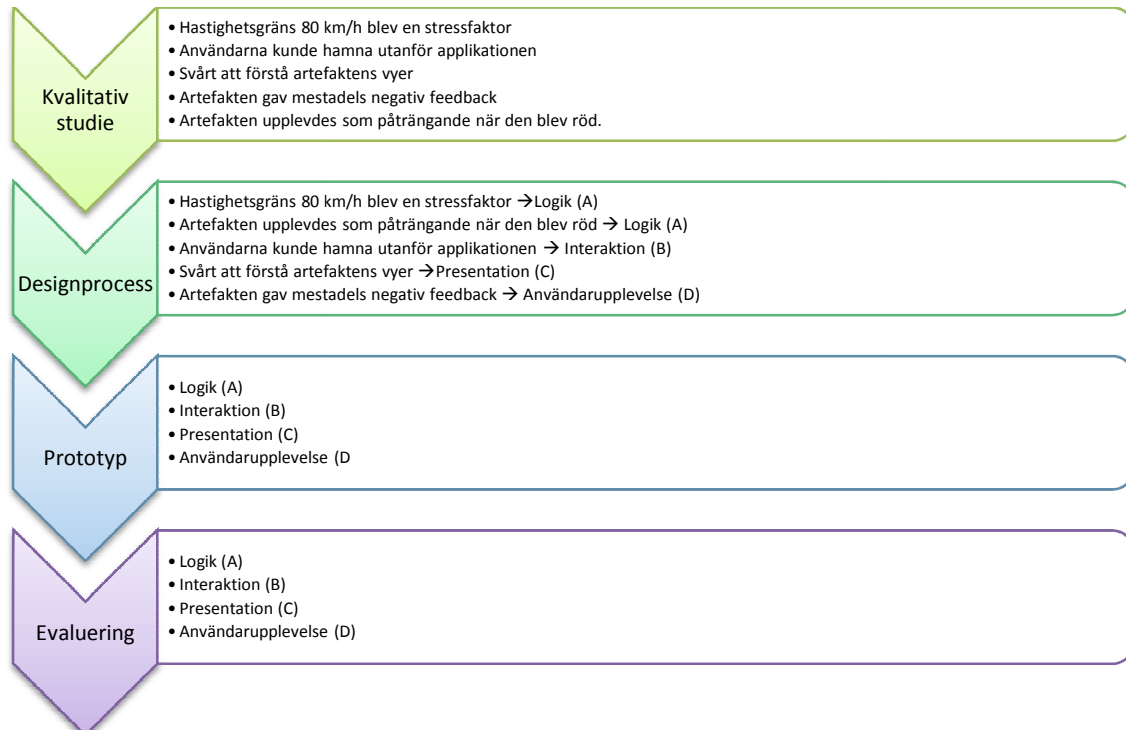 Kvalitativ
studie
• Hastighetsgräns 80 km/h blev en stressfaktor
• Användarna kunde hamna utanför applikationen
• Svårt att förstå artefaktens vyer
• Artefakten gav mestadels negativ feedback
• Artefakten upplevdes som påträngande när den blev röd.
Designprocess
• Hastighetsgräns 80 km/h blev en stressfaktor →Logik (A)
• Artefakten upplevdes som påträngande när den blev röd → Logik (A)
• Användarna kunde hamna utanför applikationen → Interaktion (B)
• Svårt att förstå artefaktens vyer →Presentation (C)
• Artefakten gav mestadels negativ feedback → Användarupplevelse (D)
Prototyp
• Logik (A)
• Interaktion (B)
• Presentation (C)
• Användarupplevelse (D
Evaluering
• Logik (A)
• Interaktion (B)
• Presentation (C)
• Användarupplevelse (D)